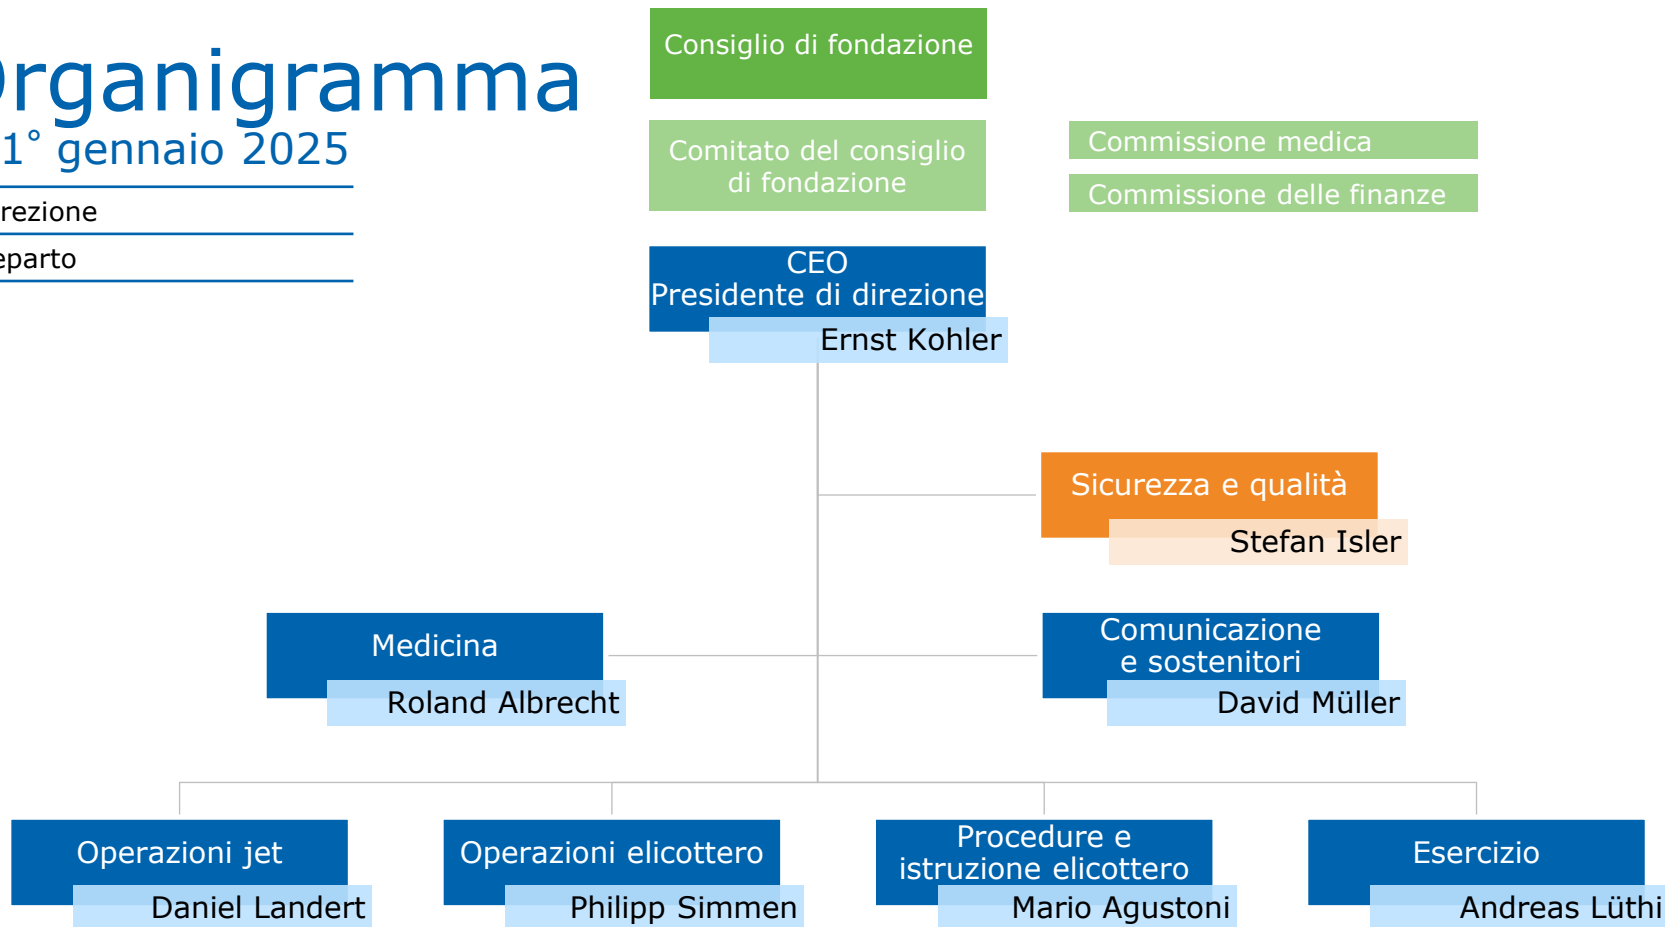 Organigramma
1° gennaio 2025
rezione
eparto
Consiglio di fondazione
Comitato del consiglio
di fondazione
Commissione medica
Commissione delle finanze
CEO
Presidente di direzione
Ernst Kohler
Sicurezza e qualità
Stefan Isler
Medicina
Roland Albrecht
Comunicazione
e sostenitori
David Müller
Operazioni jet
Daniel Landert
Operazioni elicottero
Philipp Simmen
Procedure e
istruzione elicottero
Mario Agustoni
Esercizio
Andreas Lüthi